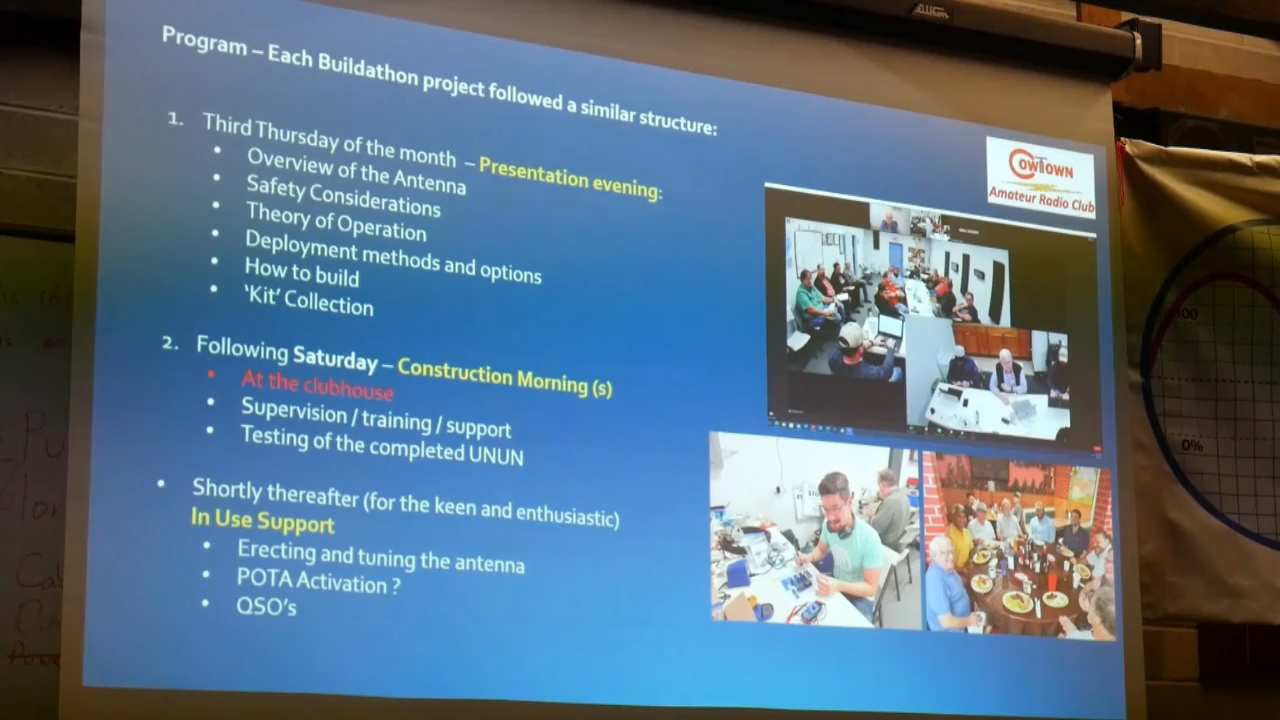 Program – Each Buildathon project followed a similar structure:
1. Third Thursday of the month – Presentation evening:
• Overview of the Antenna
• Safety Considerations
• Theory of Operation
• Deployment methods and options
• How to build
• ‘Kit’ Collection
2. Following Saturday – Construction Morning (s)
• At the clubhouse
• Supervision / training / support
• Testing of the completed UNUN
• Shortly thereafter (for the keen and enthusiastic)
In Use Support
• Erecting and tuning the antenna
• POTA Activation ?
• QSO's
COWTOWN
Amateur Radio Club
100
0%